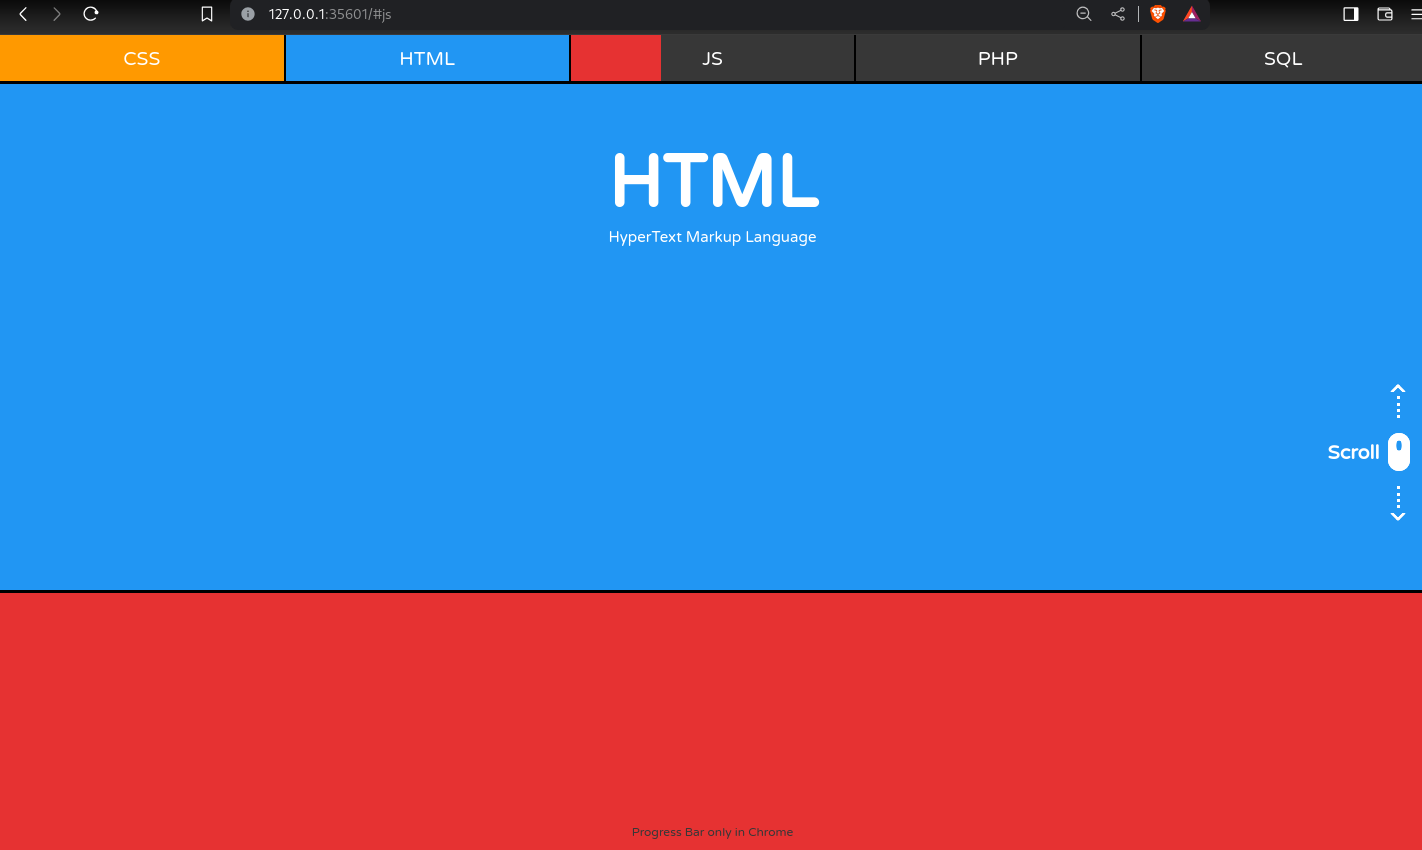 127.0.0.1:35601/#js
CSS HTML JS PHP SQL
HTML
HyperText Markup Language
Scroll
Progress Bar only in Chrome